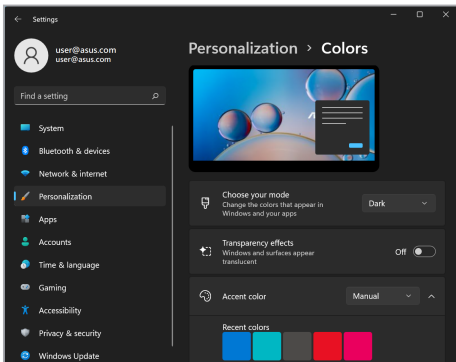 Settings
user@asus.com
user@asus.com
Find a setting
System
Bluetooth & devices
Network & internet
Personalization
Apps
Accounts
Time & language
Gaming
Accessibility
Privacy & security
Windows Update
Personalization > Colors
Choose your mode
Change the colors that appear in
Windows and your apps
Dark
Transparency effects
Windows and surfaces appear
translucent
Off
Accent color
Manual
Recent colors